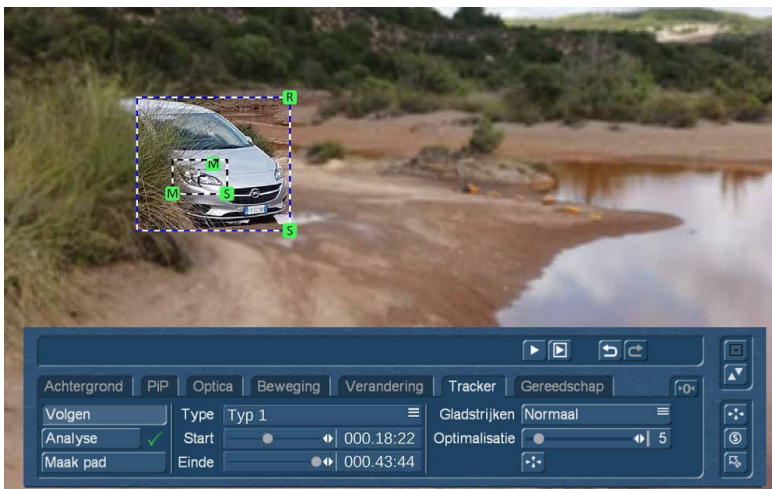 R
M
M
S
S
Achtergrond PiP Optica Beweging Verandering Tracker Gereedschap
Volgen Type Typ 1 Gladstrijken Normaal
Analyse Start 000.18:22 Optimalisatie 5
Maak pad Einde 000.43:44